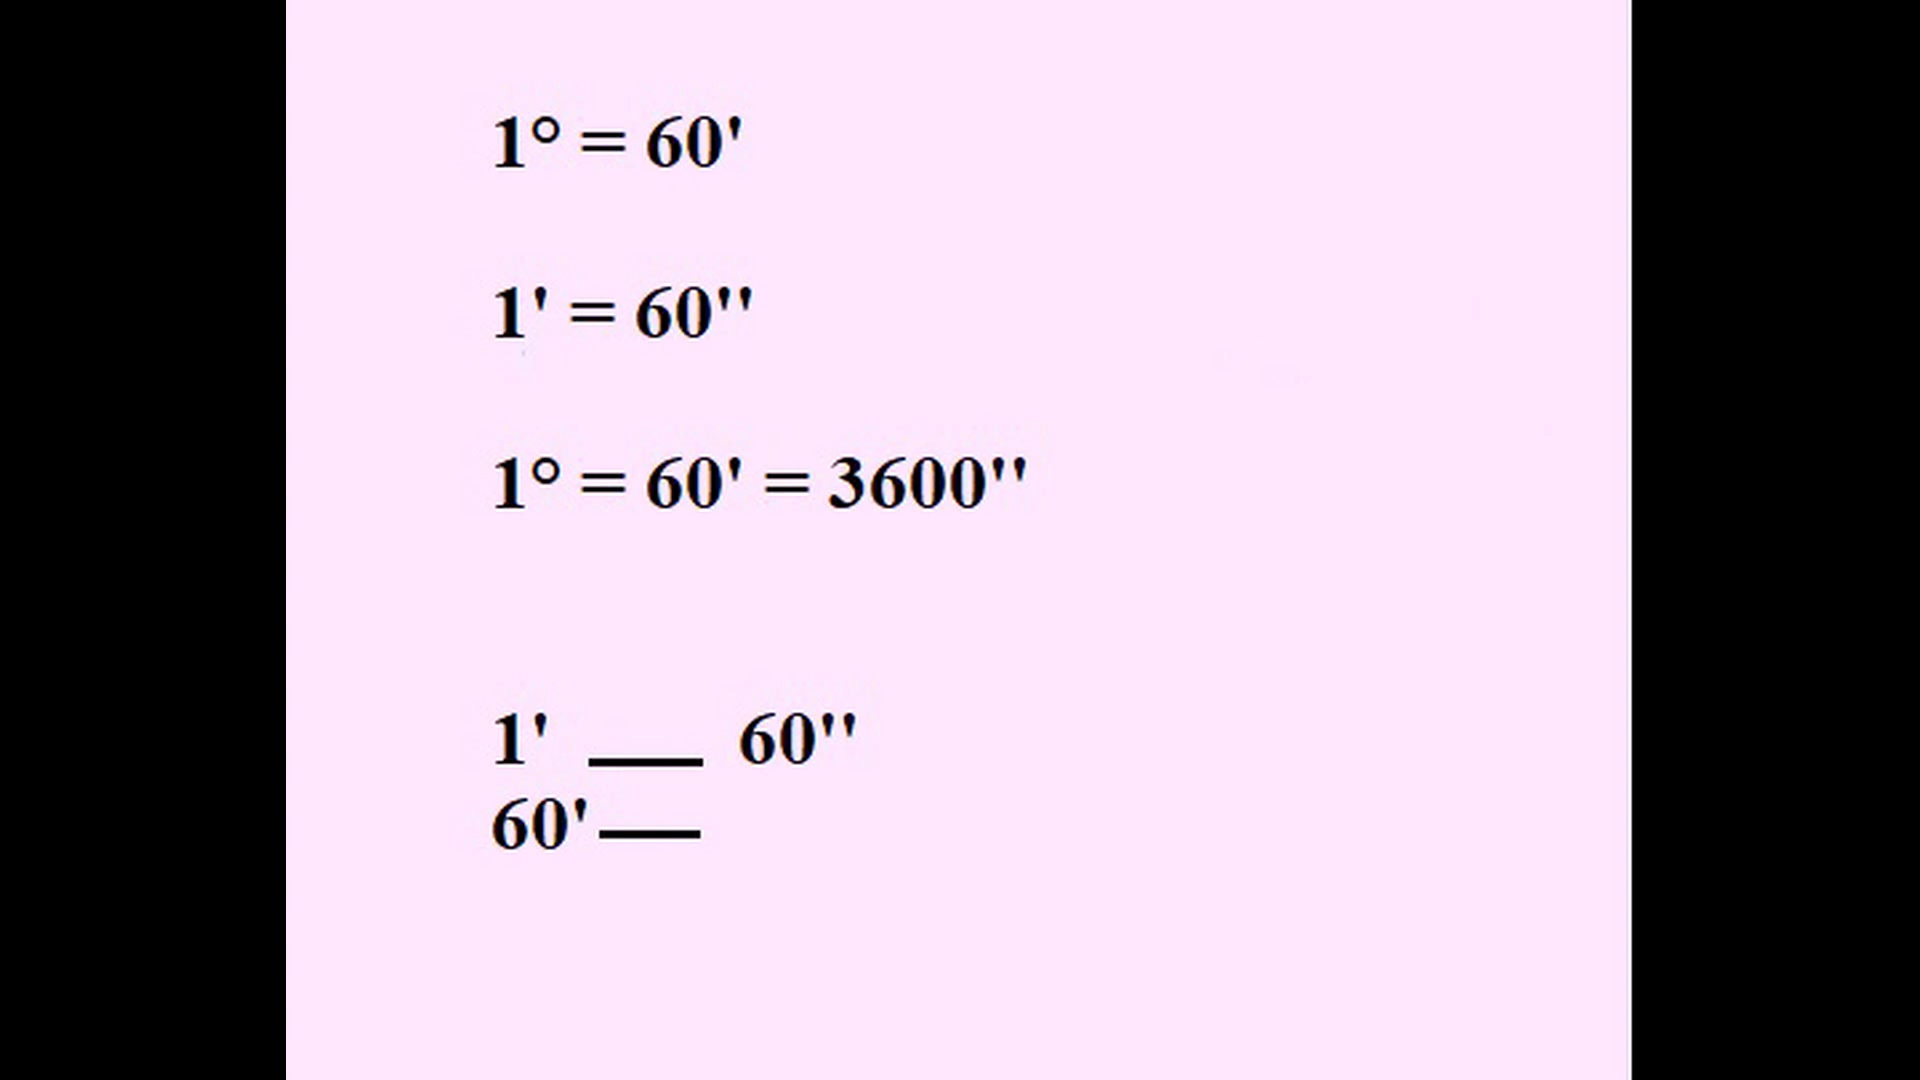 1° = 60'
1' = 60''
1° = 60' = 3600''
1' ___ 60''
60' ___